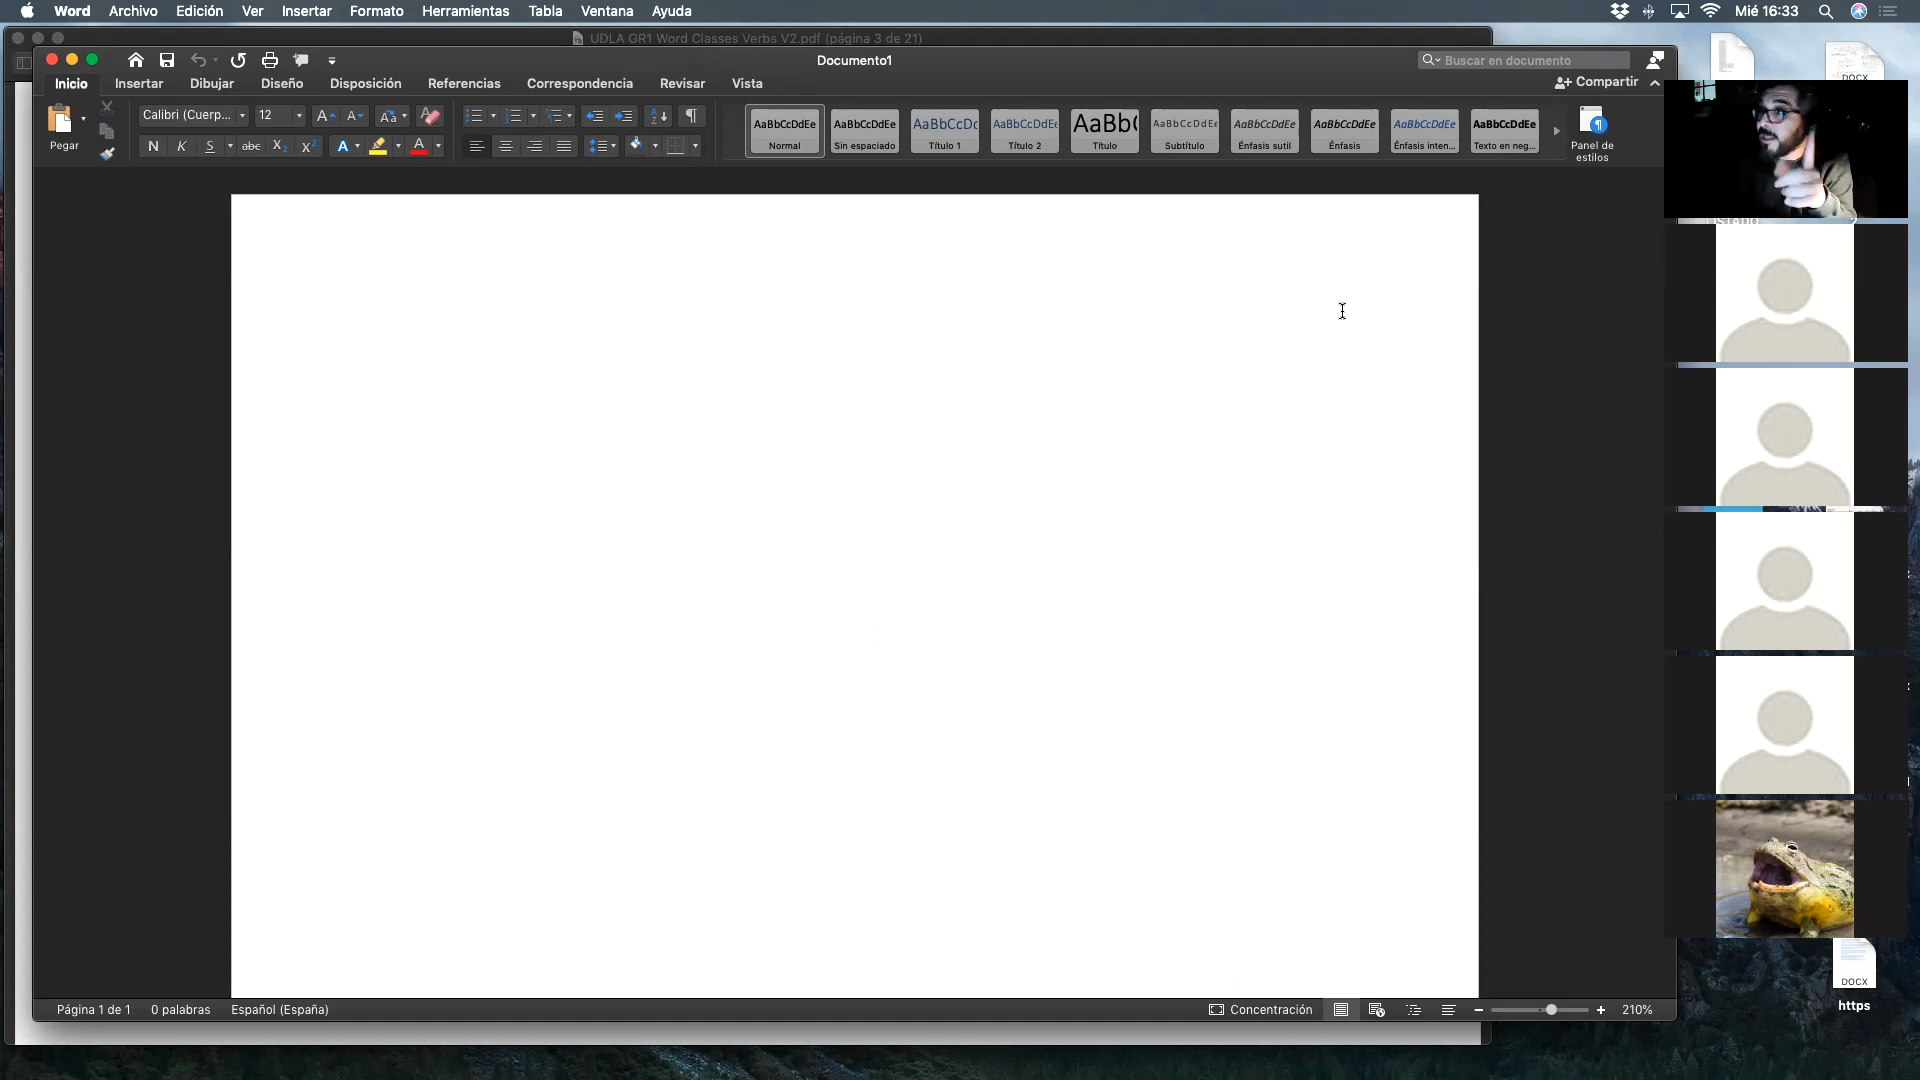 Word Archivo Edición Ver Insertar Formato Herramientas Tabla Ventana Ayuda Mié 16:33
UDLA GR1 Word Classes Verbs V2.pdf (página 3 de 21)
Documento1 Buscar en documento
Inicio Insertar Dibujar Diseño Disposición Referencias Correspondencia Revisar Vista Compartir
DOCX
Calibri (Cuerp... 12
AaBbCcDdEe AaBbCcDdEe AaBbCcDc AaBbCcDdEe AaBb( AaBbCcDdEe AaBbCcDdEe AaBbCcDdEe AaBbCcDdEe AaBbCcDdEe
Pegar N K S abc X₂ X² A A
Normal Sin espaciado Título 1 Título 2 Título Subtítulo Énfasis sutil Énfasis Énfasis inten... Texto en neg...
Panel de
estilos
DOCX
https
Página 1 de 1 0 palabras Español (España) Concentración 210%